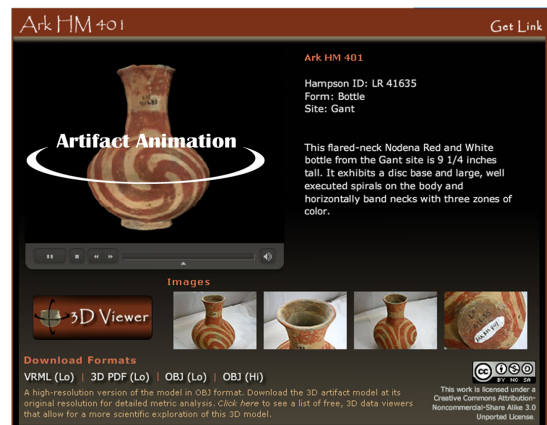 Ark HM 401
Get Link
Ark HM 401
Hampson ID: LR 41635
Form: Bottle
Site: Gant
Artifact Animation
This flared-neck Nodena Red and White
bottle from the Gant site is 9 1/4 inches
tall. It exhibits a disc base and large, well
executed spirals on the body and
horizontally band necks with three zones of
color.
Images
3D Viewer
Download Formats
VRML (Lo) | 3D PDF (Lo) | OBJ (Lo) | OBJ (Hi)
A high-resolution version of the model in OBJ format. Download the 3D artifact model at its
original resolution for detailed metric analysis. Click here to see a list of free, 3D data viewers
that allow for a more scientific exploration of this 3D model.
cc
BY NC SA
This work is licensed under a
Creative Commons Attribution-
Noncommercial-Share Alike 3.0
Unported License.